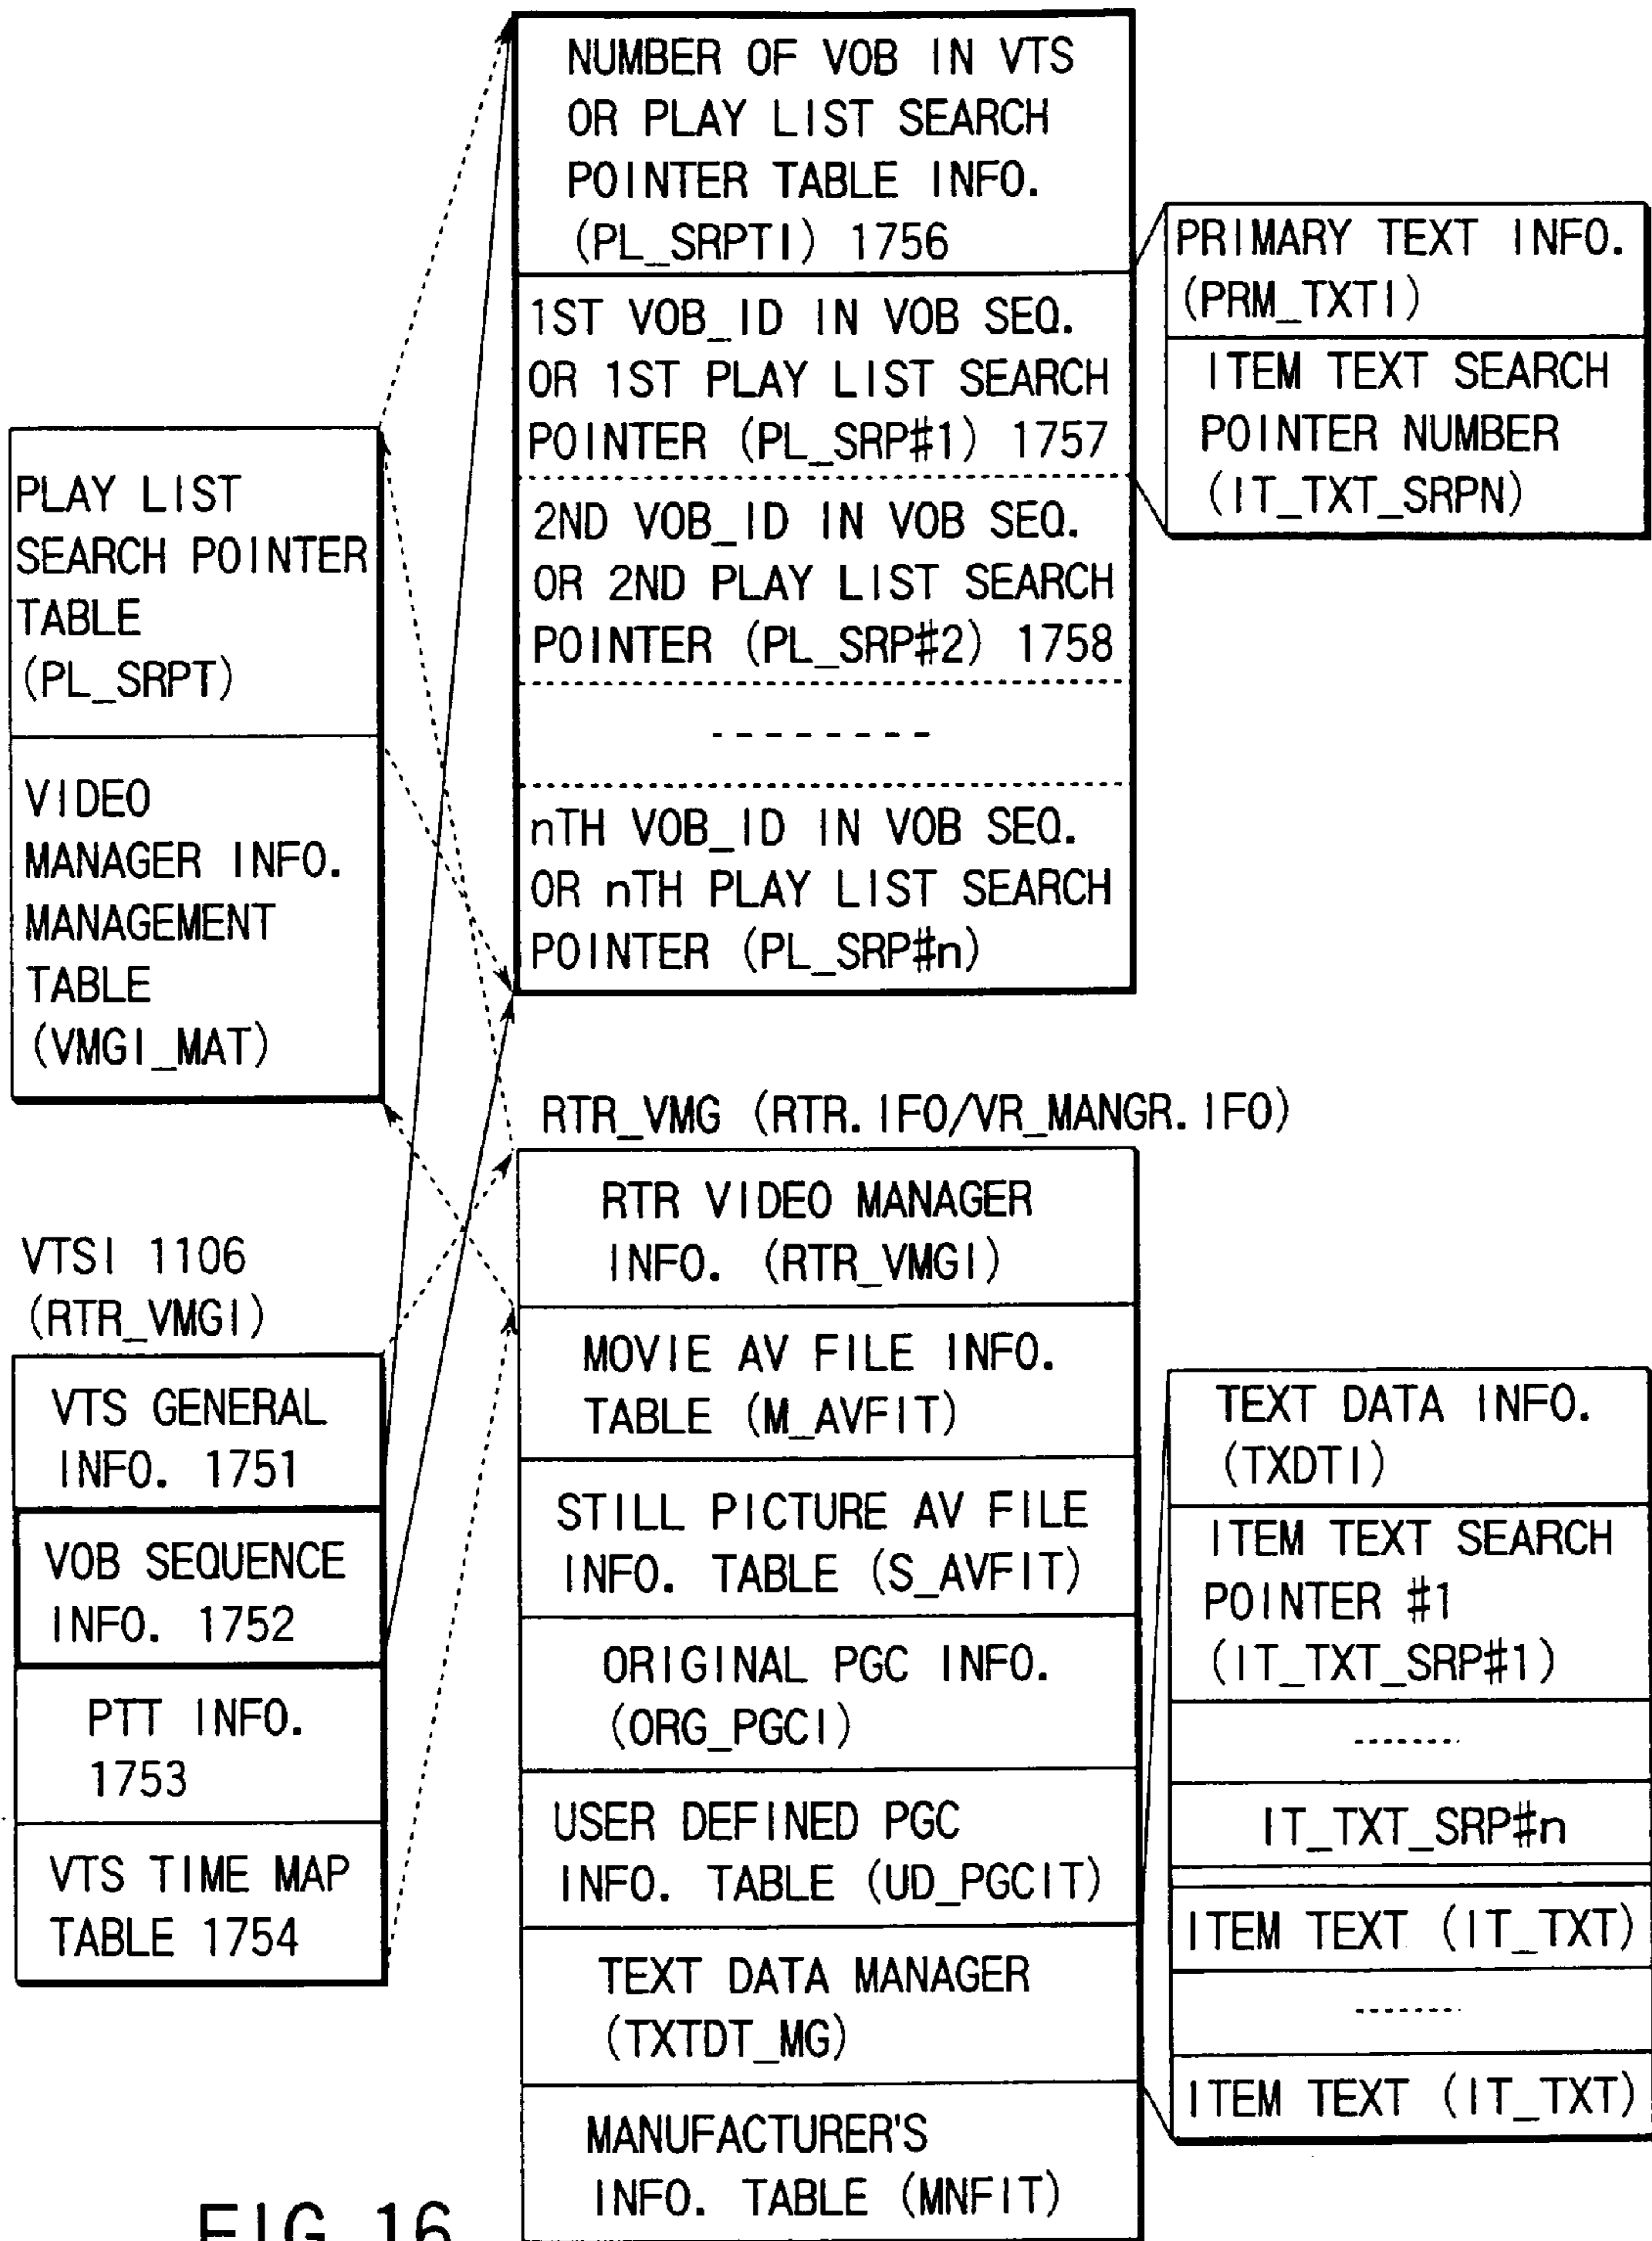 NUMBER OF VOB IN VTS
OR PLAY LIST SEARCH
POINTER TABLE INFO.
(PL_SRPTI) 1756
1ST VOB_ID IN VOB SEQ.
OR 1ST PLAY LIST SEARCH
POINTER (PL_SRP#1) 1757
2ND VOB_ID IN VOB SEQ.
OR 2ND PLAY LIST SEARCH
POINTER (PL_SRP#2) 1758
--------
nTH VOB_ID IN VOB SEQ.
OR nTH PLAY LIST SEARCH
POINTER (PL_SRP#n)
PRIMARY TEXT INFO.
(PRM_TXTI)
ITEM TEXT SEARCH
POINTER NUMBER
(IT_TXT_SRPN)
PLAY LIST
SEARCH POINTER
TABLE
(PL_SRPT)
VIDEO
MANAGER INFO.
MANAGEMENT
TABLE
(VMGI_MAT)
VTSI 1106
(RTR_VMGI)
VTS GENERAL
INFO. 1751
VOB SEQUENCE
INFO. 1752
PTT INFO.
1753
VTS TIME MAP
TABLE 1754
RTR_VMG (RTR.IFO/VR_MANGR.IFO)
RTR VIDEO MANAGER
INFO. (RTR_VMGI)
MOVIE AV FILE INFO.
TABLE (M_AVFIT)
STILL PICTURE AV FILE
INFO. TABLE (S_AVFIT)
ORIGINAL PGC INFO.
(ORG_PGCI)
USER DEFINED PGC
INFO. TABLE (UD_PGCIT)
TEXT DATA MANAGER
(TXTDT_MG)
MANUFACTURER'S
INFO. TABLE (MNFIT)
TEXT DATA INFO.
(TXDTI)
ITEM TEXT SEARCH
POINTER #1
(IT_TXT_SRP#1)
--------
IT_TXT_SRP#n
ITEM TEXT (IT_TXT)
--------
ITEM TEXT (IT_TXT)
FIG. 16